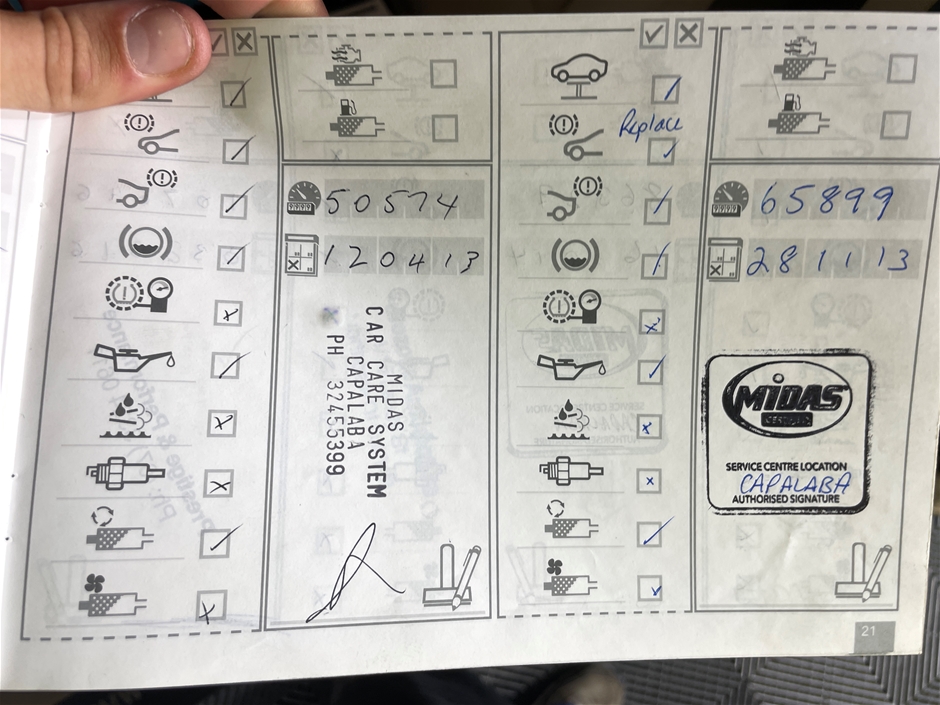 50574
120413
MIDAS
CAR CARE SYSTEM
CAPALABA
PH 32455399
Replace
65899
281113
MIDAS
SERVICE CENTRE LOCATION
CAPALABA
AUTHORISED SIGNATURE
21